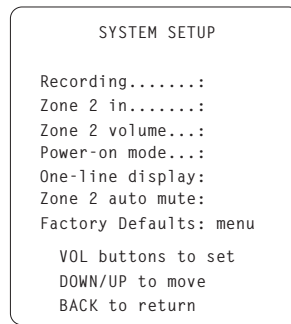 SYSTEM SETUP
Recording.......:
Zone 2 in.......:
Zone 2 volume...:
Power-on mode...:
One-line display:
Zone 2 auto mute:
Factory Defaults: menu
VOL buttons to set
DOWN/UP to move
BACK to return